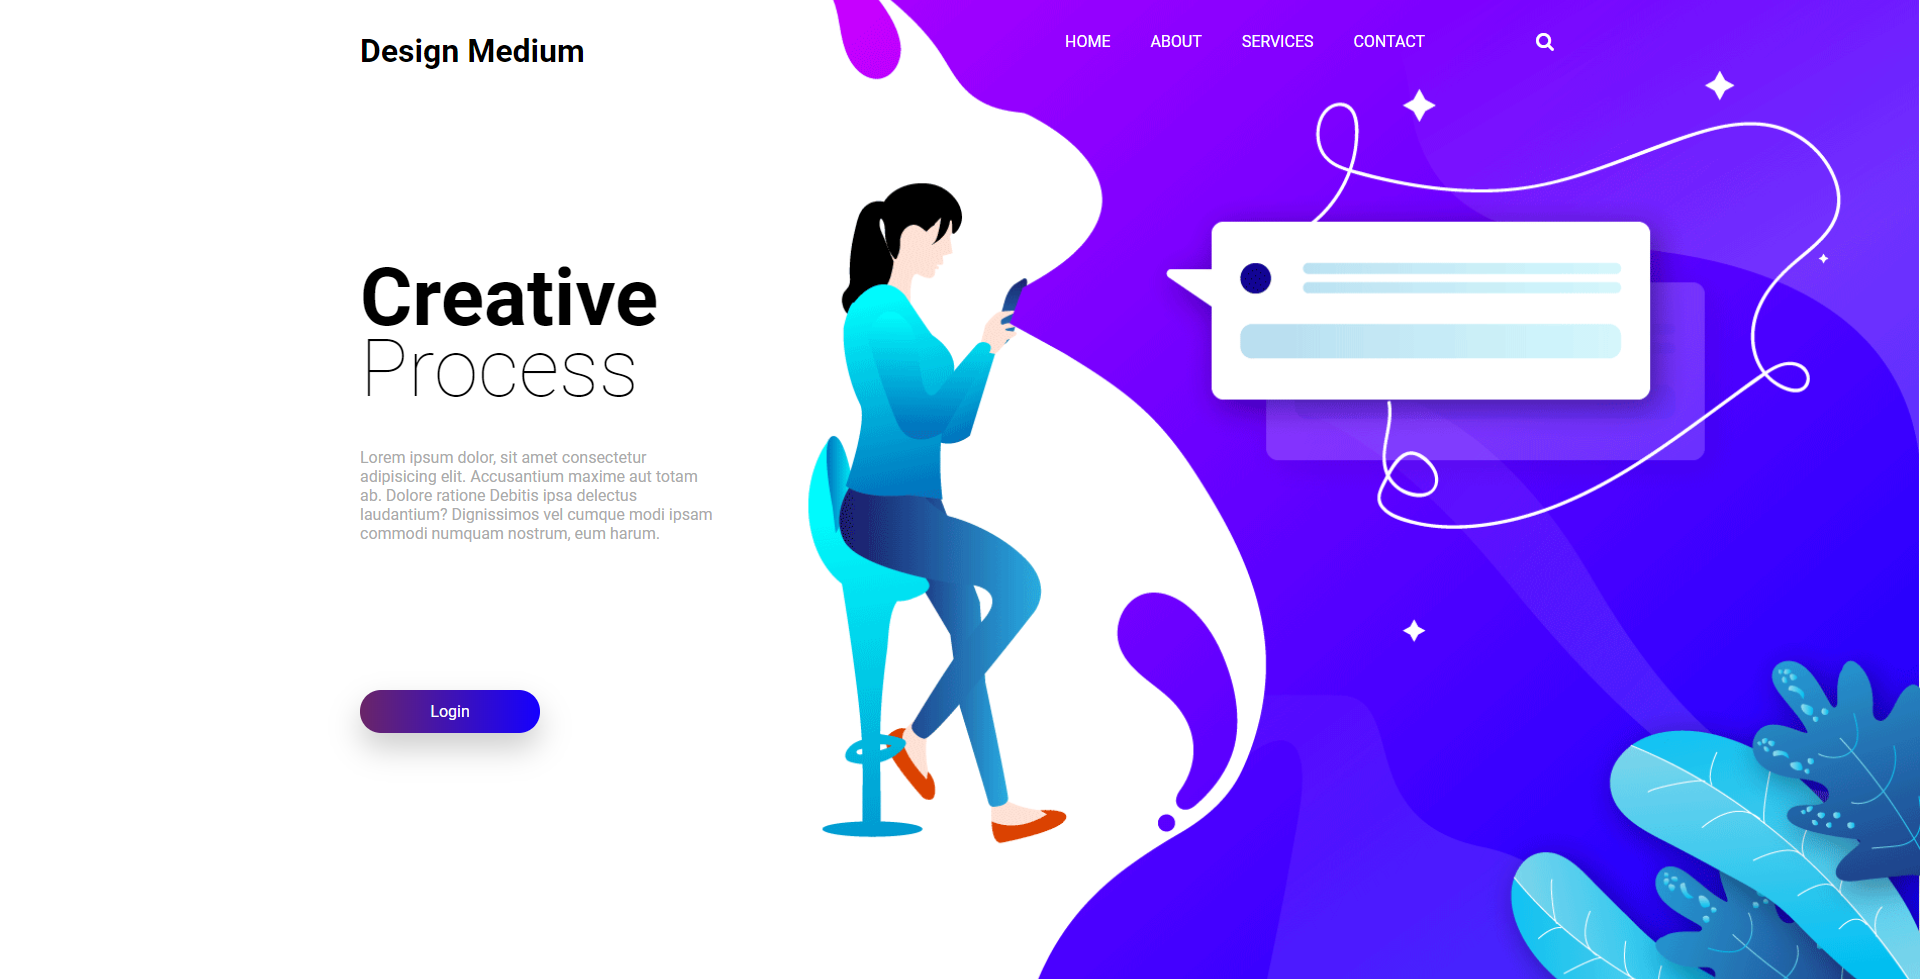 Design Medium
HOME ABOUT SERVICES CONTACT
Creative
Process
Lorem ipsum dolor, sit amet consectetur
adipisicing elit. Accusantium maxime aut totam
ab. Dolore ratione Debitis ipsa delectus
laudantium? Dignissimos vel cumque modi ipsam
commodi numquam nostrum, eum harum.
Login